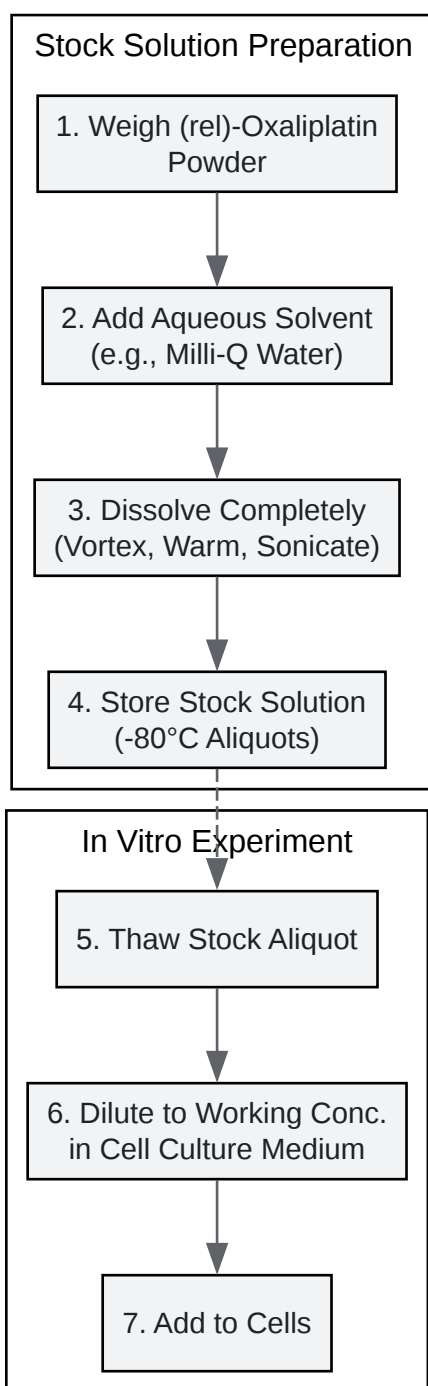 Stock Solution Preparation
1. Weigh (rel)-Oxaliplatin
Powder
2. Add Aqueous Solvent
(e.g., Milli-Q Water)
3. Dissolve Completely
(Vortex, Warm, Sonicate)
4. Store Stock Solution
(-80°C Aliquots)
In Vitro Experiment
5. Thaw Stock Aliquot
6. Dilute to Working Conc.
in Cell Culture Medium
7. Add to Cells